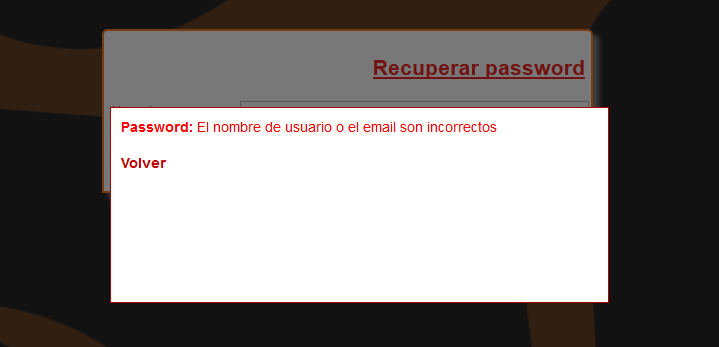 Recuperar password
Password: El nombre de usuario o el email son incorrectos
Volver